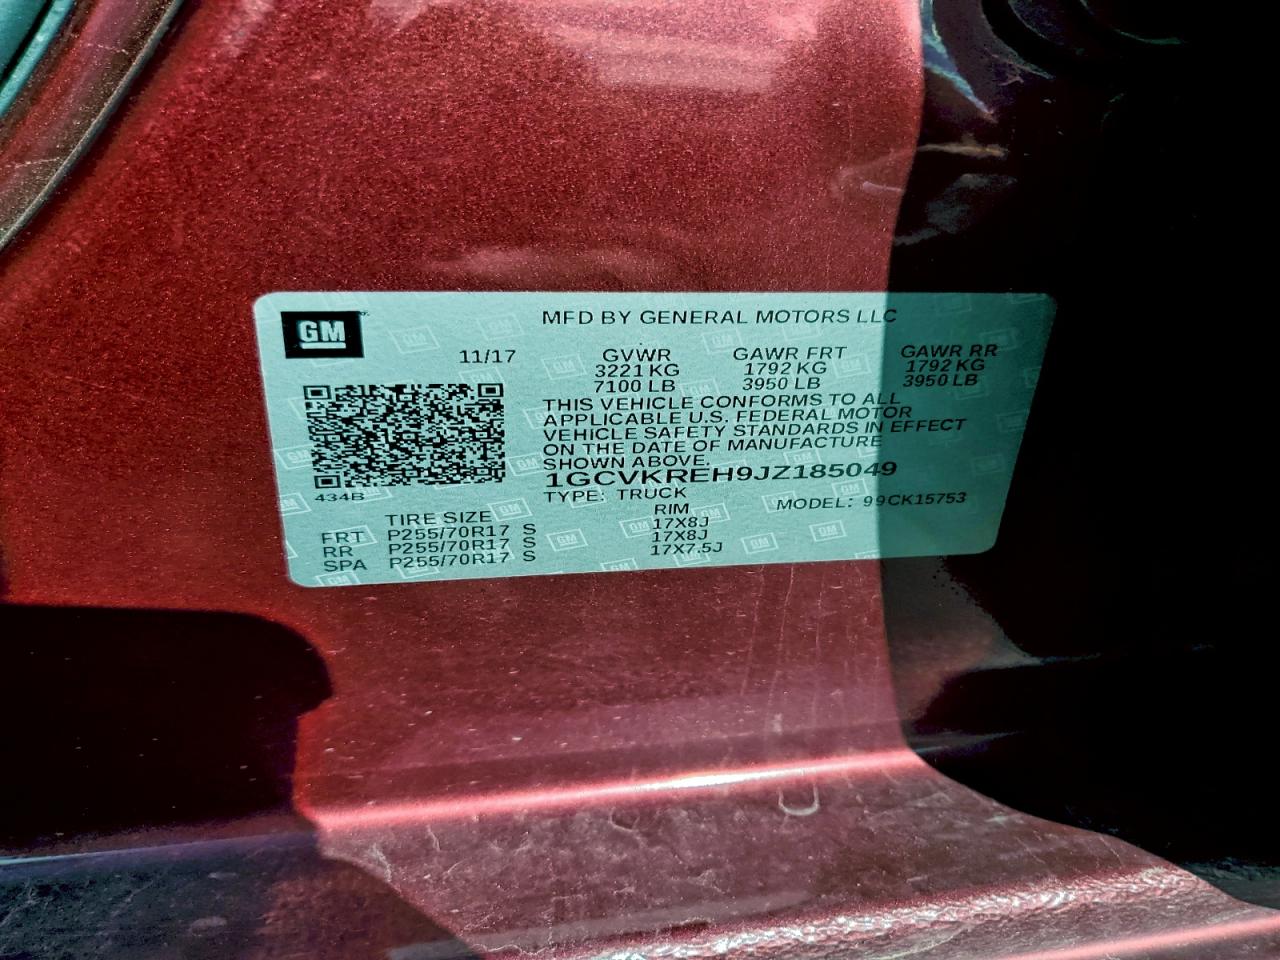 GM
MFD BY GENERAL MOTORS LLC
11/17 GVWR GAWR FRT GAWR RR
3221 KG 1792 KG 1792 KG
7100 LB 3950 LB 3950 LB
THIS VEHICLE CONFORMS TO ALL
APPLICABLE U.S. FEDERAL MOTOR
VEHICLE SAFETY STANDARDS IN EFFECT
ON THE DATE OF MANUFACTURE
SHOWN ABOVE.
1GCVKREH9JZ185049
434B
TYPE: TRUCK MODEL: 99CK15753
TIRE SIZE RIM
FRT P255/70R17 S 17X8J
RR P255/70R17 S 17X8J
SPA P255/70R17 S 17X7.5J